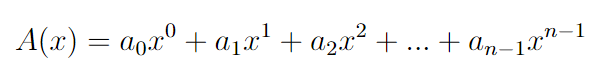 A(x) = a₀x⁰ + a₁x¹ + a₂x² + ... + aₙ₋₁xⁿ⁻¹